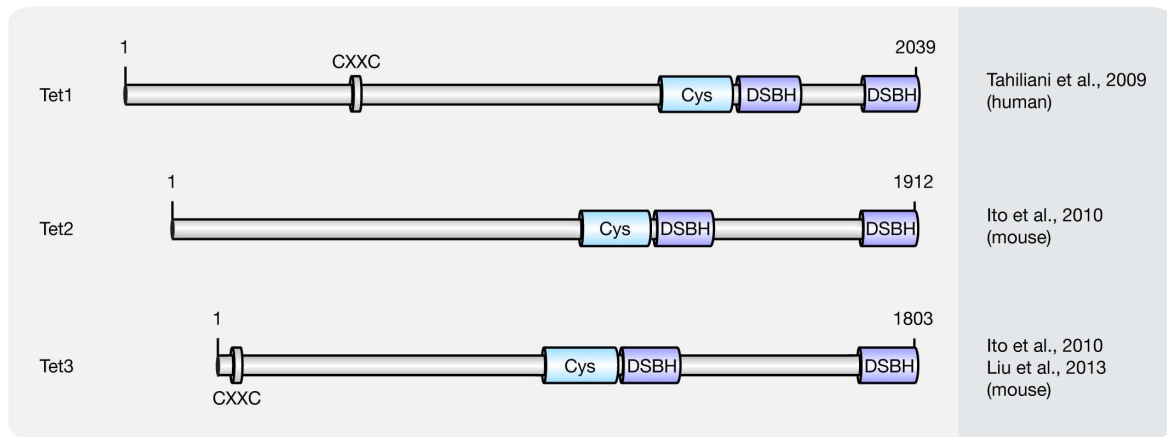 1
2039
CXXC
Tet1
Cys
DSBH
DSBH
Tahiliani et al., 2009
(human)
1
1912
Tet2
Cys
DSBH
DSBH
Ito et al., 2010
(mouse)
1
1803
Tet3
Cys
DSBH
DSBH
CXXC
Ito et al., 2010
Liu et al., 2013
(mouse)